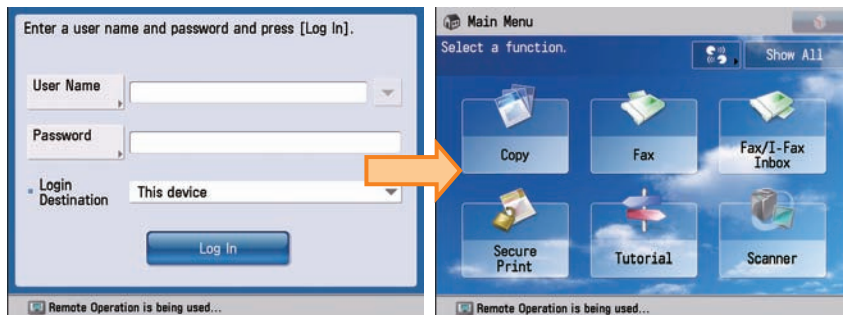 Enter a user name and password and press [Log In].
User Name
Password
Login
Destination
This device
Log In
Remote Operation is being used...
Main Menu
Select a function.
Show All
Copy
Fax
Fax/I-Fax
Inbox
Secure
Print
Tutorial
Scanner
Remote Operation is being used...